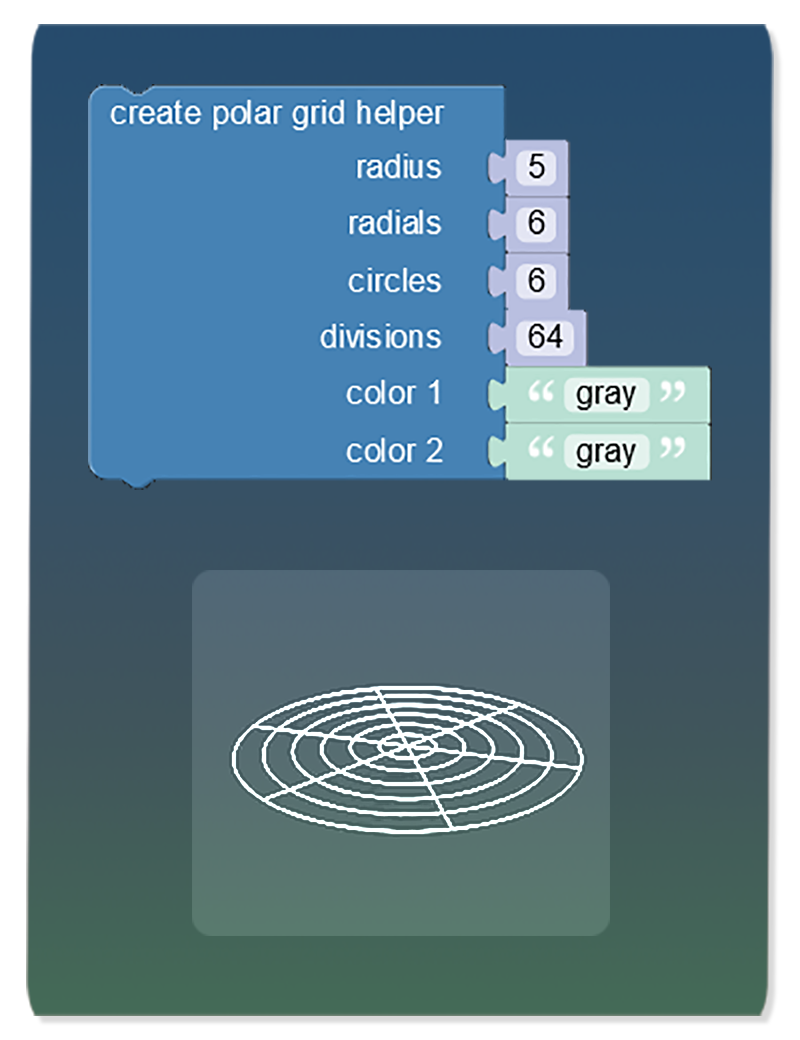 create polar grid helper
radius 5
radials 6
circles 6
divisions 64
color 1 “ gray ”
color 2 “ gray ”